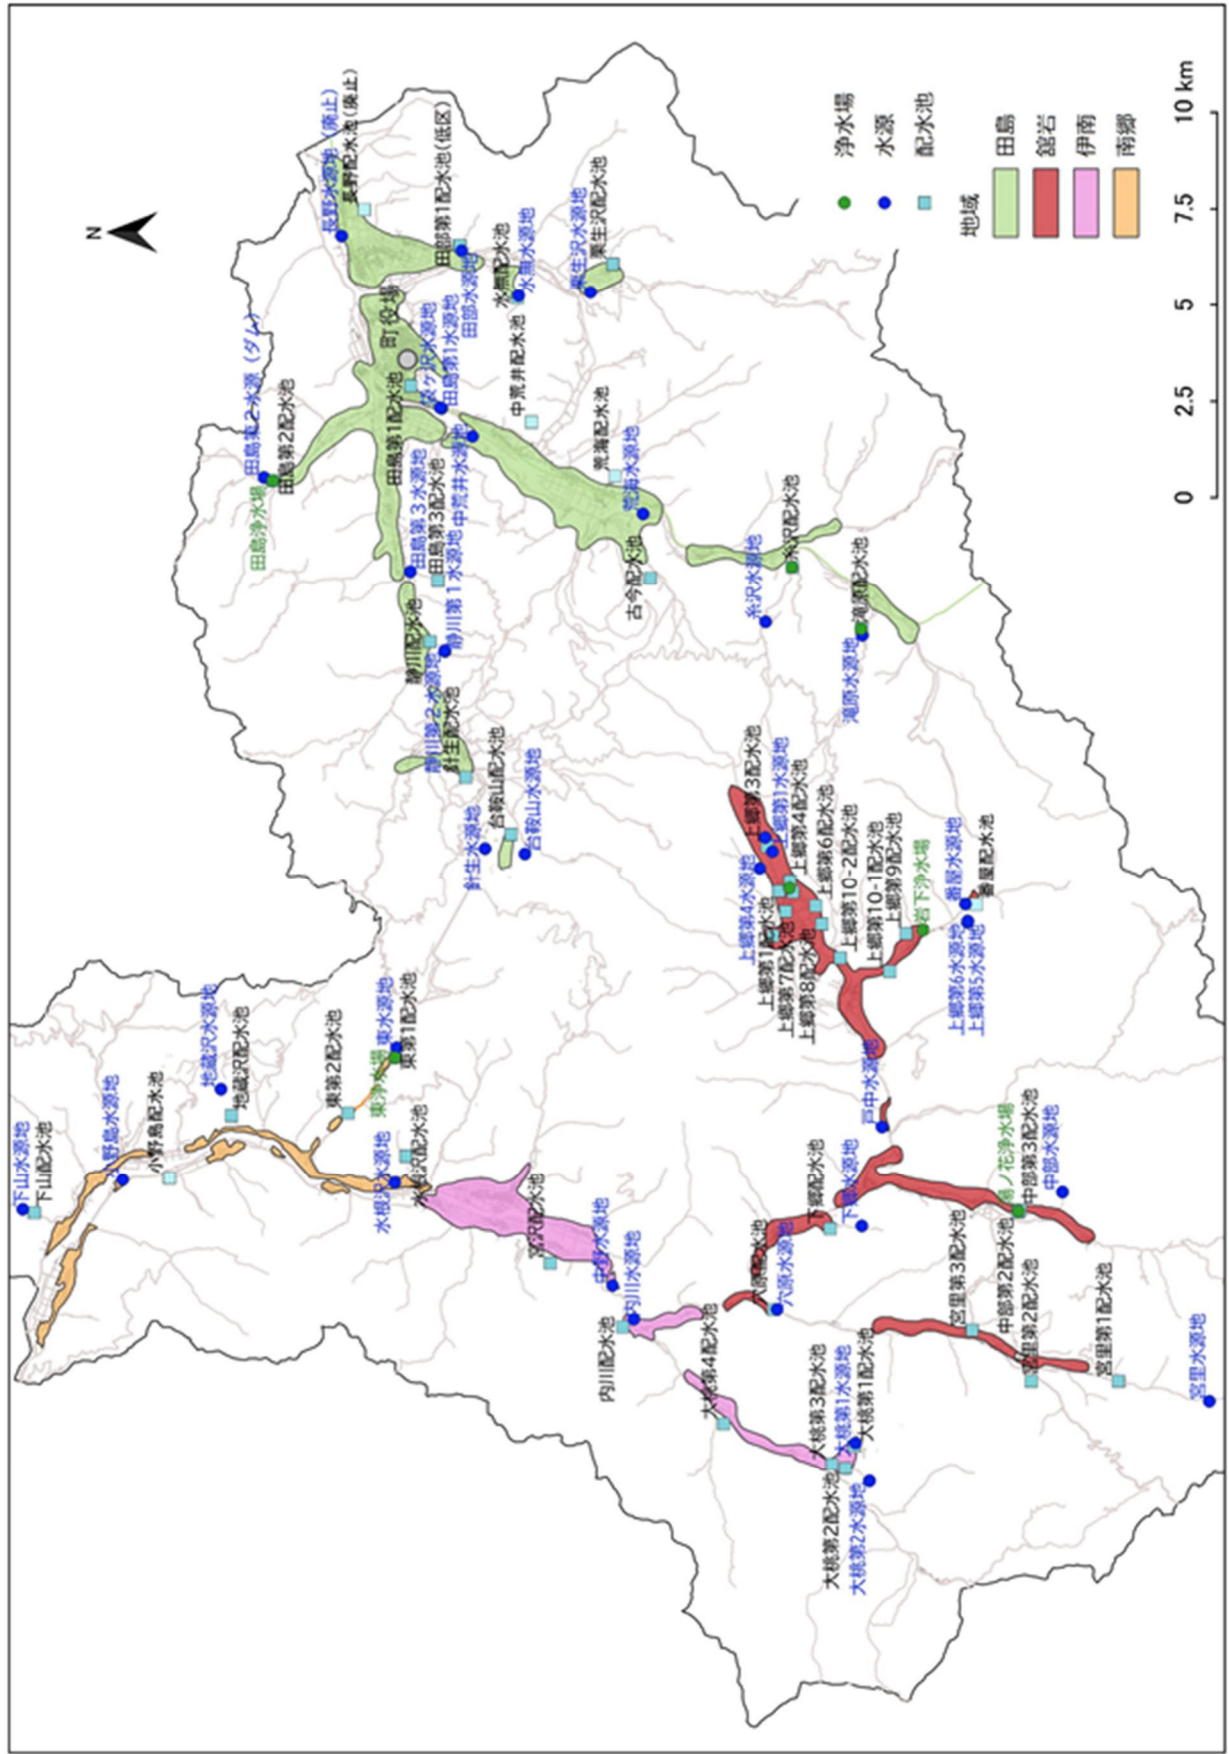 N
下山水源地
下山配水池
小野島水源地
小野島配水池
地蔵沢水源地
地蔵沢配水池
東第2配水池
東浄水場
東水源地
東第1配水池
水根沢水源地
水根沢配水池
宮沢配水池
中野水源地
内川水源地
内川配水池
大桃第4配水池
大桃第3配水池
大桃第1水源地
大桃第1配水池
大桃第2配水池
大桃第2水源地
長野水源地（廃止）
長野配水池（廃止）
田部第1配水池（低区）
田部水源地
水無配水池
水無水源地
栗生沢水源地
栗生沢配水池
町役場
田島第2水源（ダム）
田島第2配水池
田島浄水場
田島第1配水池
田島第1水源地
中荒井配水池
中荒井水源地
荒海配水池
荒海水源地
田島第3水源地
田島第3配水池
静川第1水源地
静川配水池
静川第2水源地
針生配水池
針生水源地
台鞍山配水池
台鞍山水源地
古今配水池
糸沢水源地
糸沢配水池
滝原配水池
滝原水源地
上郷第3配水池
上郷第1水源地
上郷第4配水池
上郷第6配水池
上郷第10-2配水池
上郷第10-1配水池
上郷第9配水池
上郷第4水源地
上郷第1配水池
上郷第7配水池
上郷第8配水池
岩下浄水場
番屋水源地
番屋配水池
上郷第6水源地
上郷第5水源地
戸中水源地
下郷配水池
下郷水源地
穴原配水池
穴原水源地
湯ノ花浄水場
中部第3配水池
中部水源地
中部第2配水池
宮里第3配水池
宮里第2配水池
宮里第1配水池
宮里水源地
浄水場
水源
配水池
地域
田島
舘岩
伊南
南郷
0 2.5 5 7.5 10 km